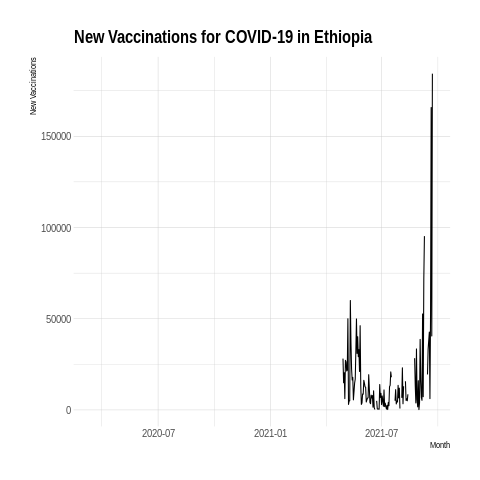 New Vaccinations for COVID-19 in Ethiopia
New Vaccinations
150000
100000
50000
0
2020-07
2021-01
2021-07
Month